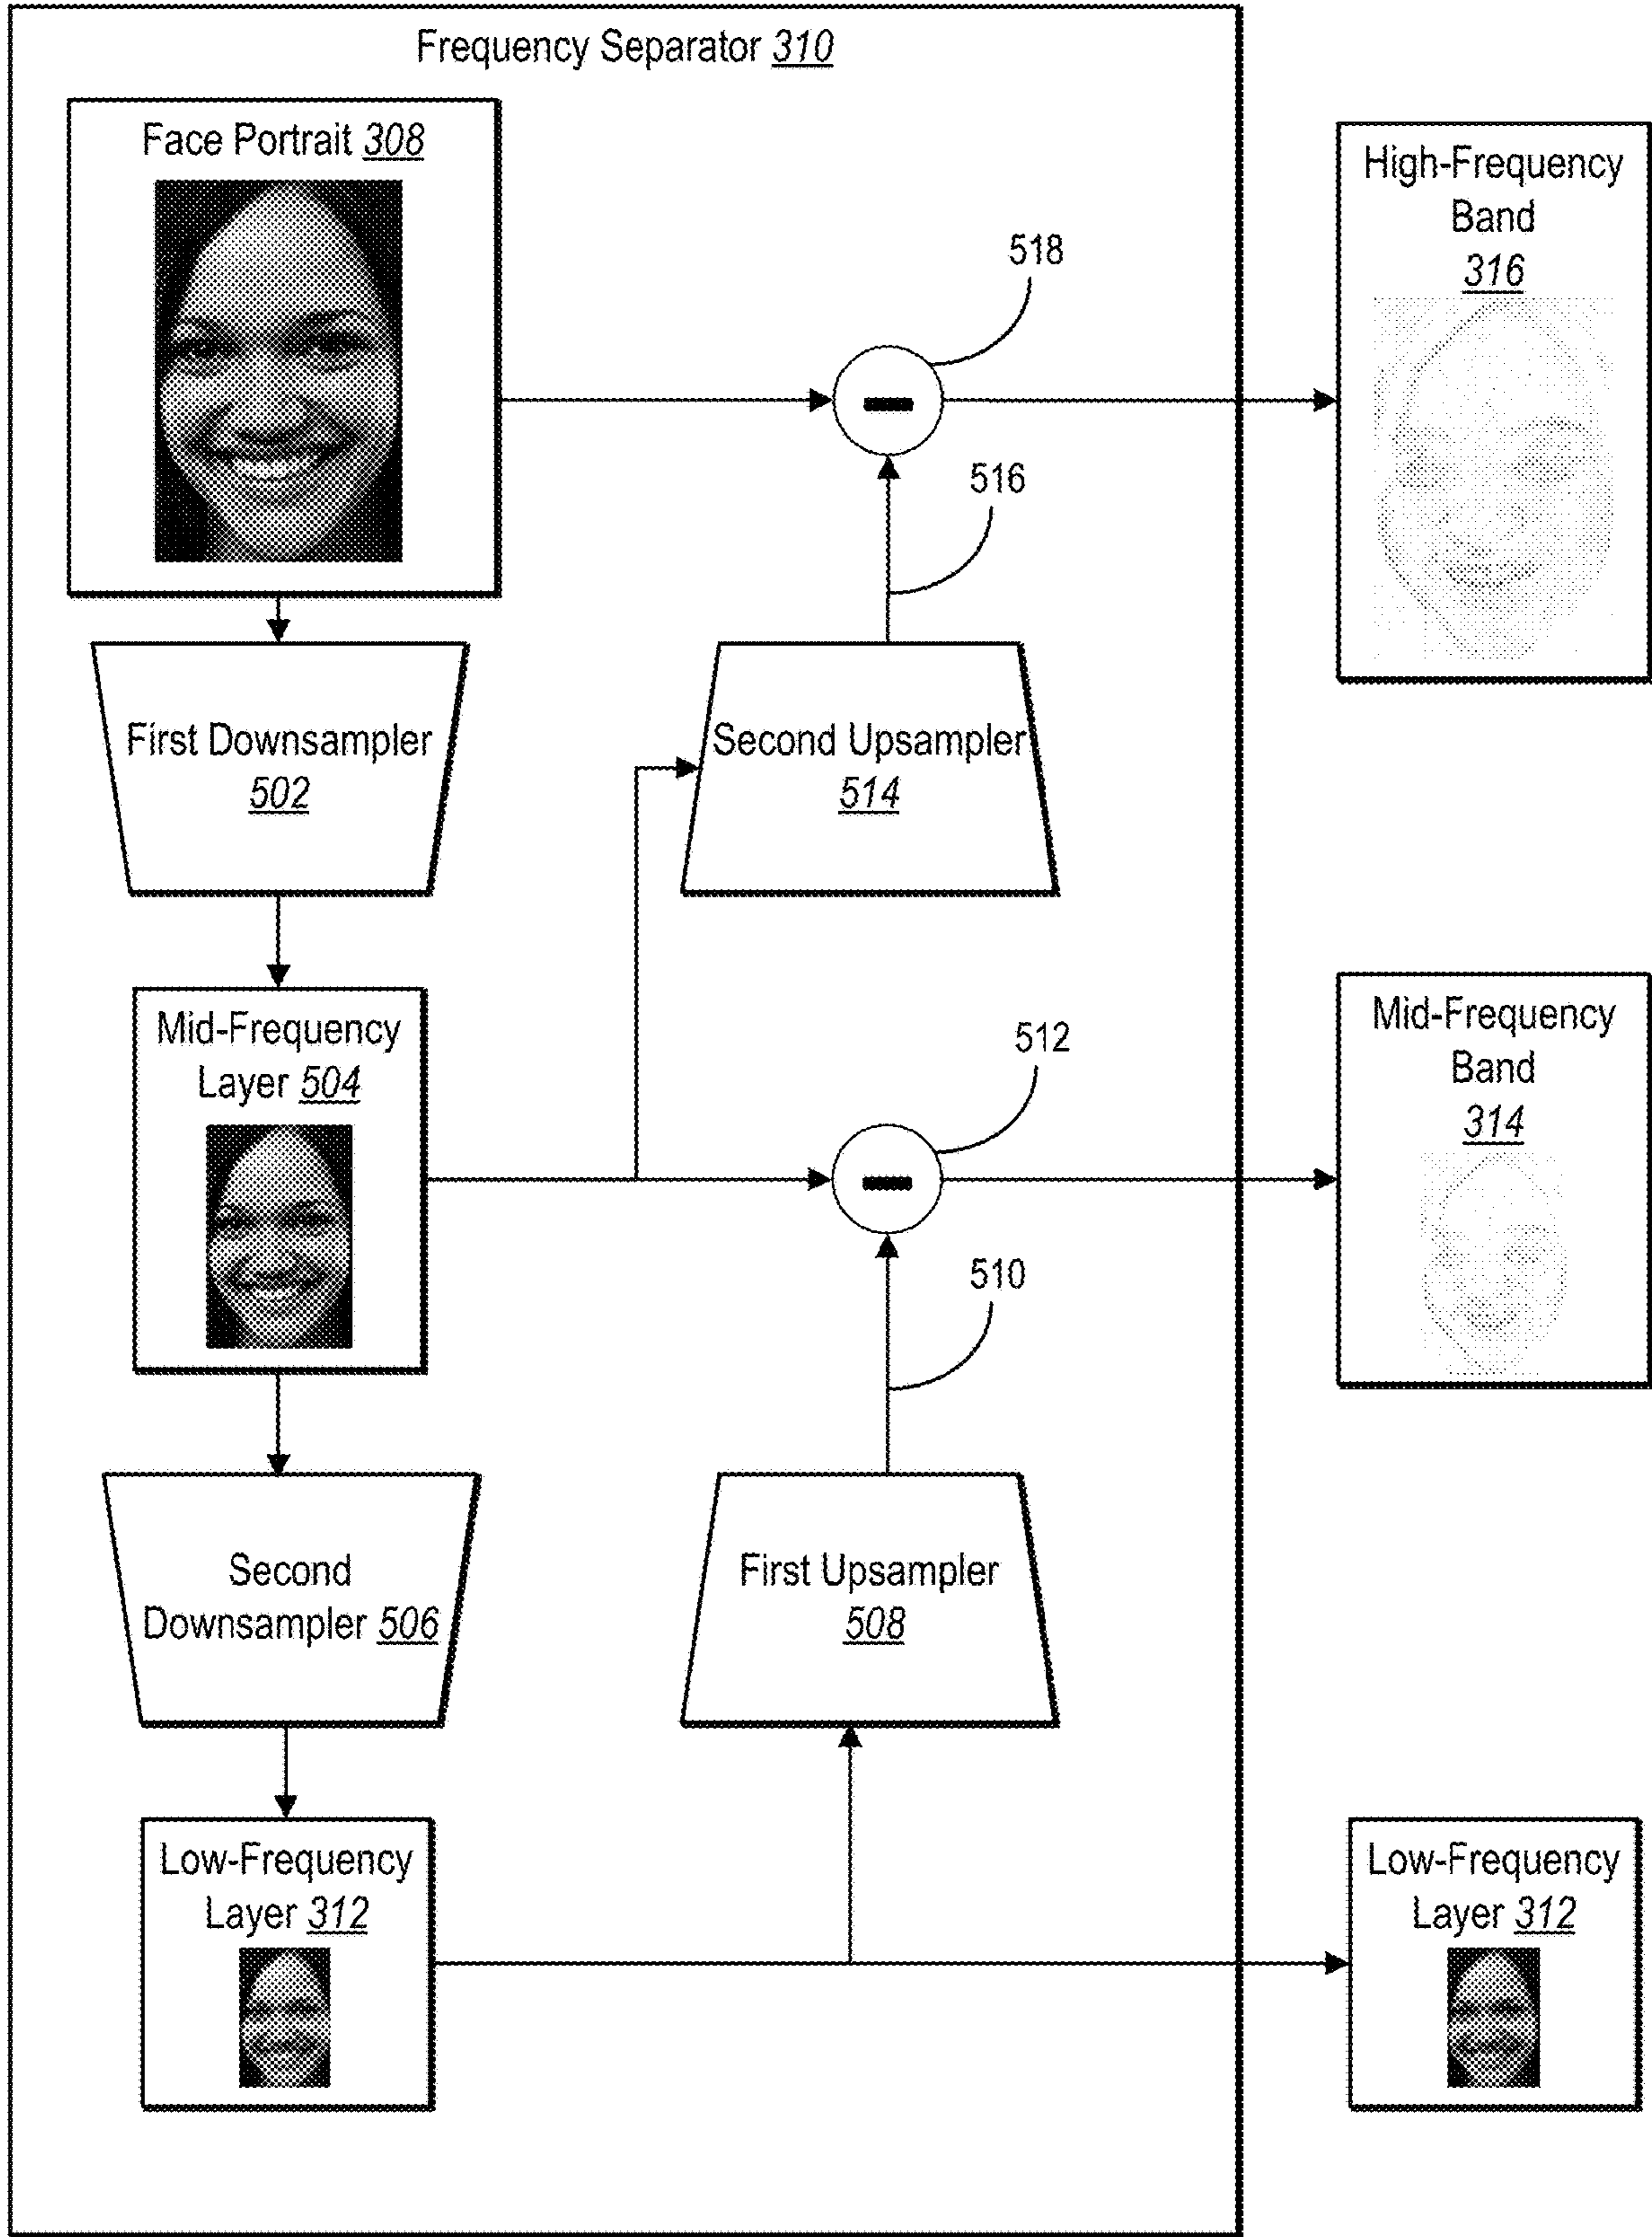 Frequency Separator 310
Face Portrait 308
High-Frequency
Band
316
518
516
First Downsampler
502
Second Upsampler
514
Mid-Frequency
Layer 504
512
Mid-Frequency
Band
314
510
Second
Downsampler 506
First Upsampler
508
Low-Frequency
Layer 312
Low-Frequency
Layer 312